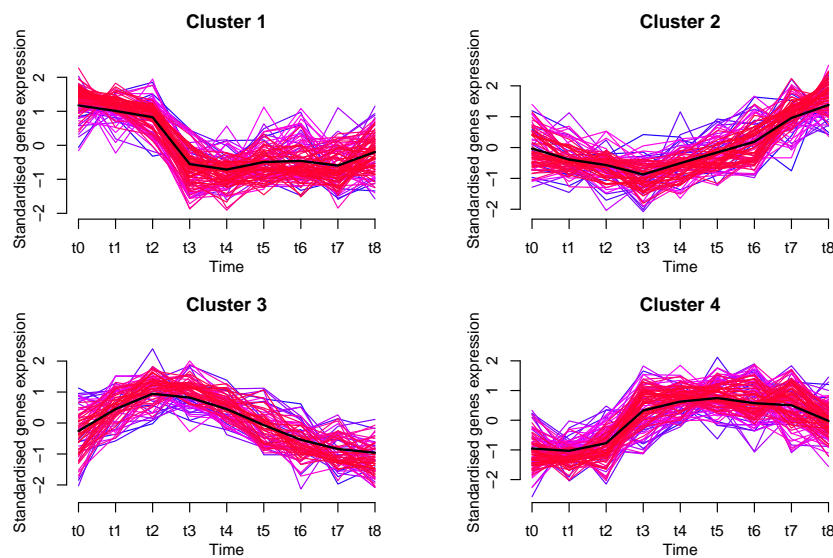 Cluster 1
Standardised genes expression
2
1
0
−1
−2
t0 t1 t2 t3 t4 t5 t6 t7 t8
Time
Cluster 2
Standardised genes expression
2
1
0
−1
−2
t0 t1 t2 t3 t4 t5 t6 t7 t8
Time
Cluster 3
Standardised genes expression
2
1
0
−1
−2
t0 t1 t2 t3 t4 t5 t6 t7 t8
Time
Cluster 4
Standardised genes expression
2
1
0
−1
−2
t0 t1 t2 t3 t4 t5 t6 t7 t8
Time